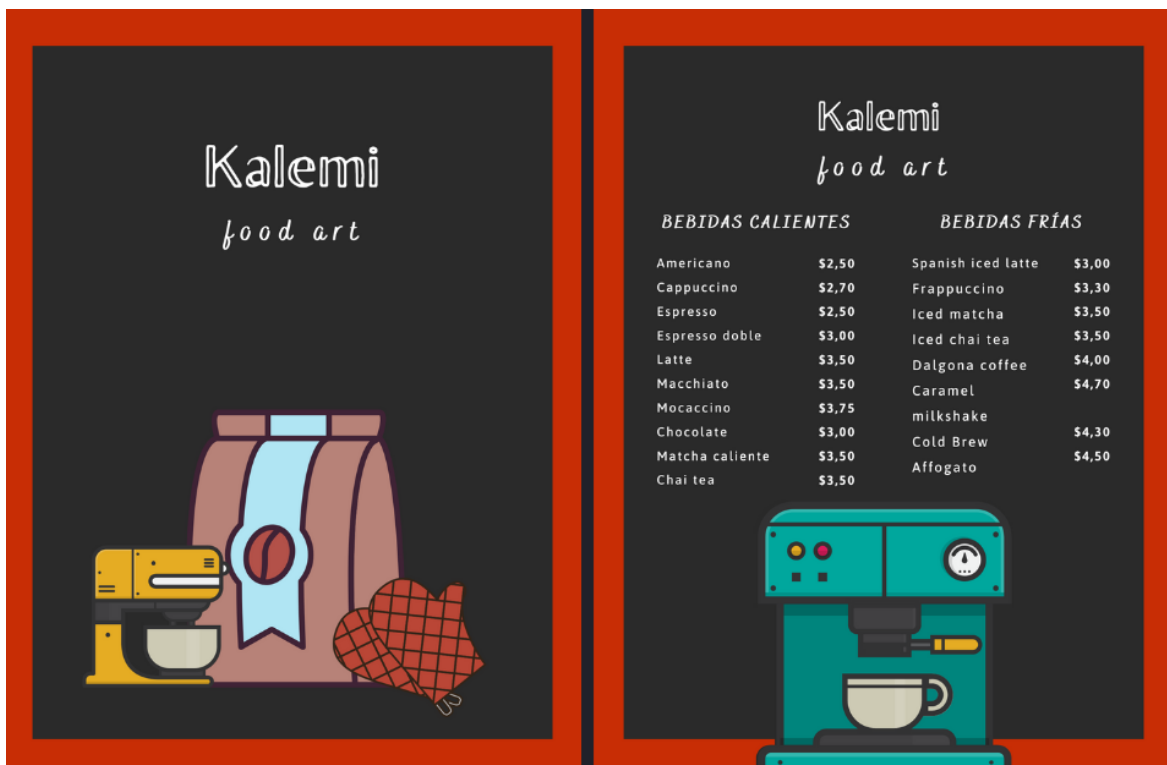 Kalemi
food art
Kalemi
food art
BEBIDAS CALIENTES
Americano $2,50
Cappuccino $2,70
Espresso $2,50
Espresso doble $3,00
Latte $3,50
Macchiato $3,50
Mocaccino $3,75
Chocolate $3,00
Matcha caliente $3,50
Chai tea $3,50
BEBIDAS FRÍAS
Spanish iced latte $3,00
Frappuccino $3,30
Iced matcha $3,50
Iced chai tea $3,50
Dalgona coffee $4,00
Caramel $4,70
milkshake
Cold Brew $4,30
Affogato $4,50